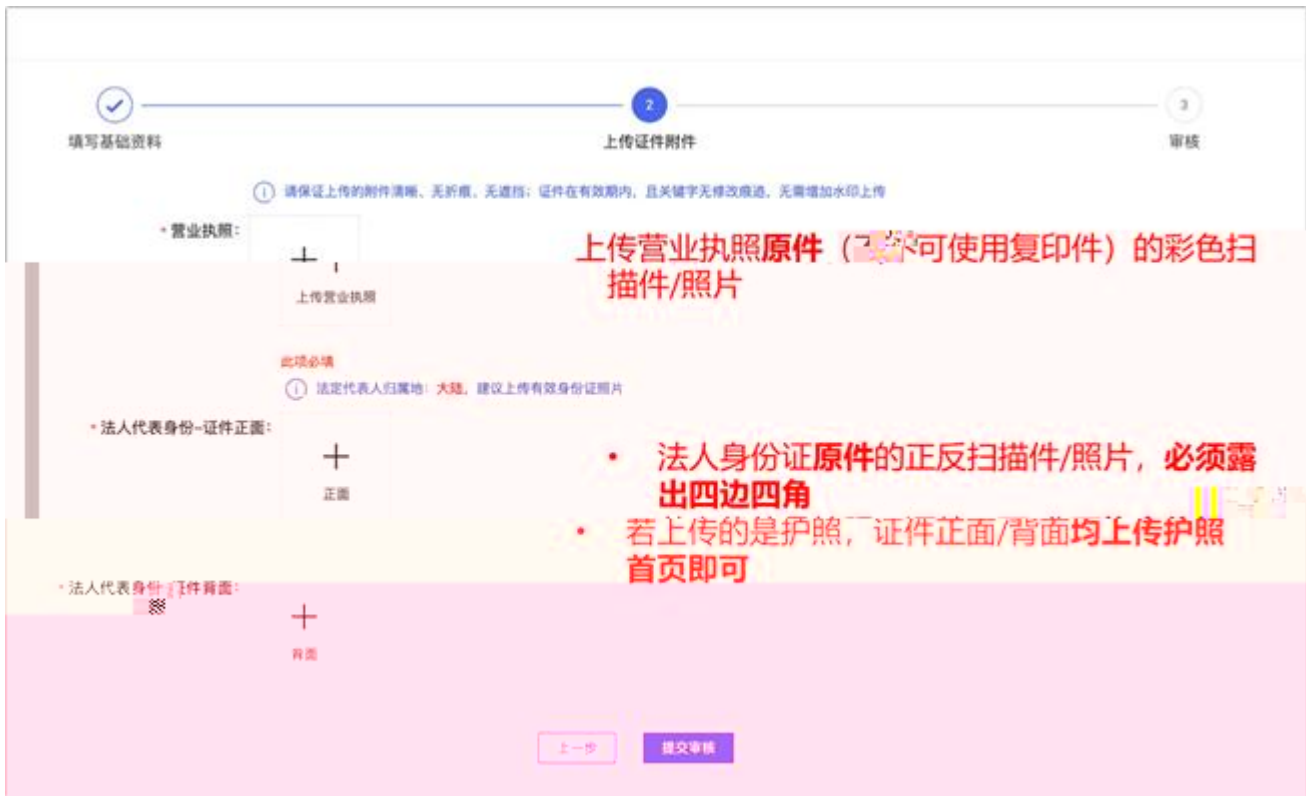 2
3
填写基础资料
上传证件附件
审核
请保证上传的附件清晰、无折痕、无遮挡；证件在有效期内，且关键字无修改痕迹，无需增加水印上传
* 营业执照：
上传营业执照
上传营业执照原件（不可使用复印件）的彩色扫
描件/照片
此项必填
法定代表人归属地：大陆，建议上传有效身份证照片
* 法人代表身份-证件正面：
正面
• 法人身份证原件的正反扫描件/照片，必须露
出四边四角
• 若上传的是护照，证件正面/背面均上传护照
首页即可
* 法人代表身份-证件背面：
背面
上一步
提交审核